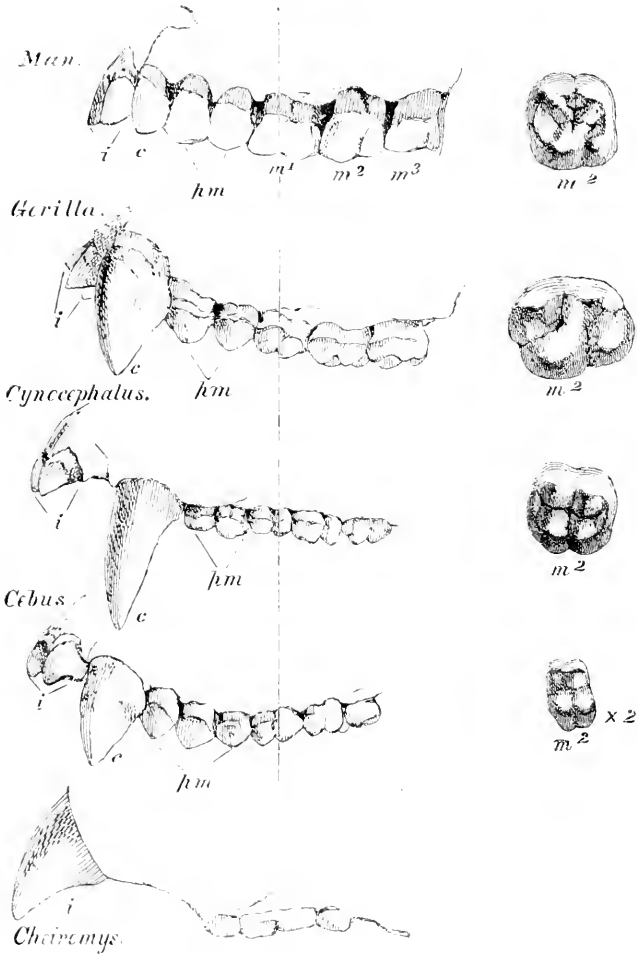 Man.
i c pm m1 m2 m3
m2
Gorilla.
i c pm
m2
Cynocephalus.
i c pm
m2
Cebus
i c pm
m2 × 2
i
Cheiromys.